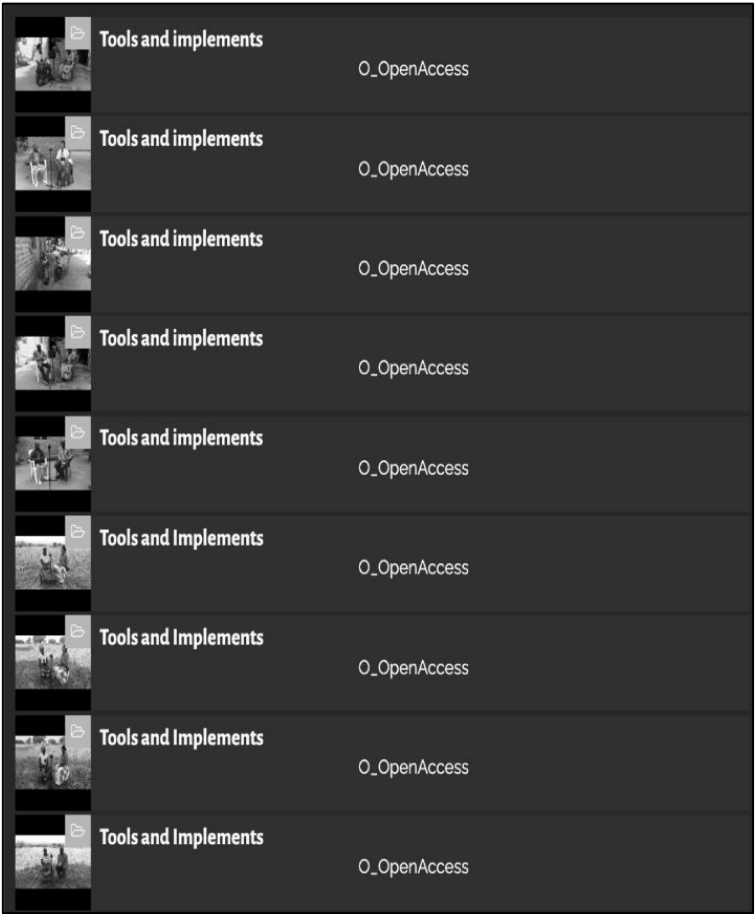 Tools and implements
O_OpenAccess
Tools and implements
O_OpenAccess
Tools and implements
O_OpenAccess
Tools and implements
O_OpenAccess
Tools and implements
O_OpenAccess
Tools and Implements
O_OpenAccess
Tools and Implements
O_OpenAccess
Tools and Implements
O_OpenAccess
Tools and Implements
O_OpenAccess